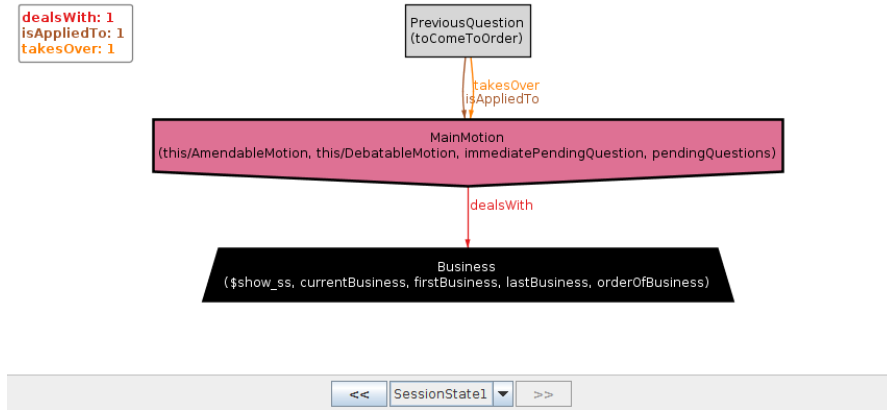 dealsWith: 1
isAppliedTo: 1
takesOver: 1
PreviousQuestion
(toComeToOrder)
takesOver
isAppliedTo
MainMotion
(this/AmendableMotion, this/DebatableMotion, immediatePendingQuestion, pendingQuestions)
dealsWith
Business
($show_ss, currentBusiness, firstBusiness, lastBusiness, orderOfBusiness)
<< SessionState1 >>